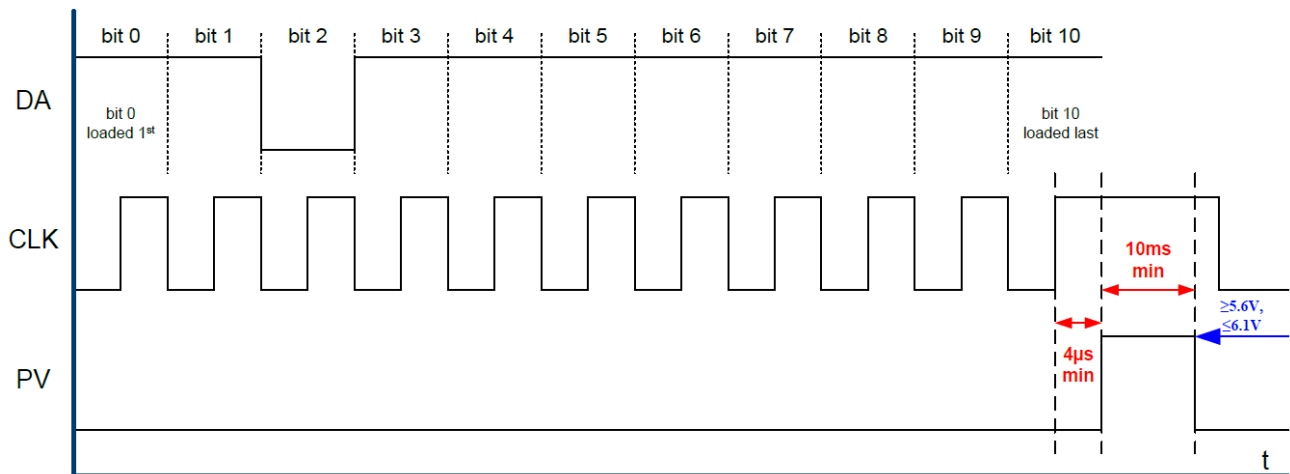 bit 0 bit 1 bit 2 bit 3 bit 4 bit 5 bit 6 bit 7 bit 8 bit 9 bit 10
DA
bit 0
loaded 1st
bit 10
loaded last
CLK
10ms
min
≥5.6V,
≤6.1V
4µs
min
PV
t